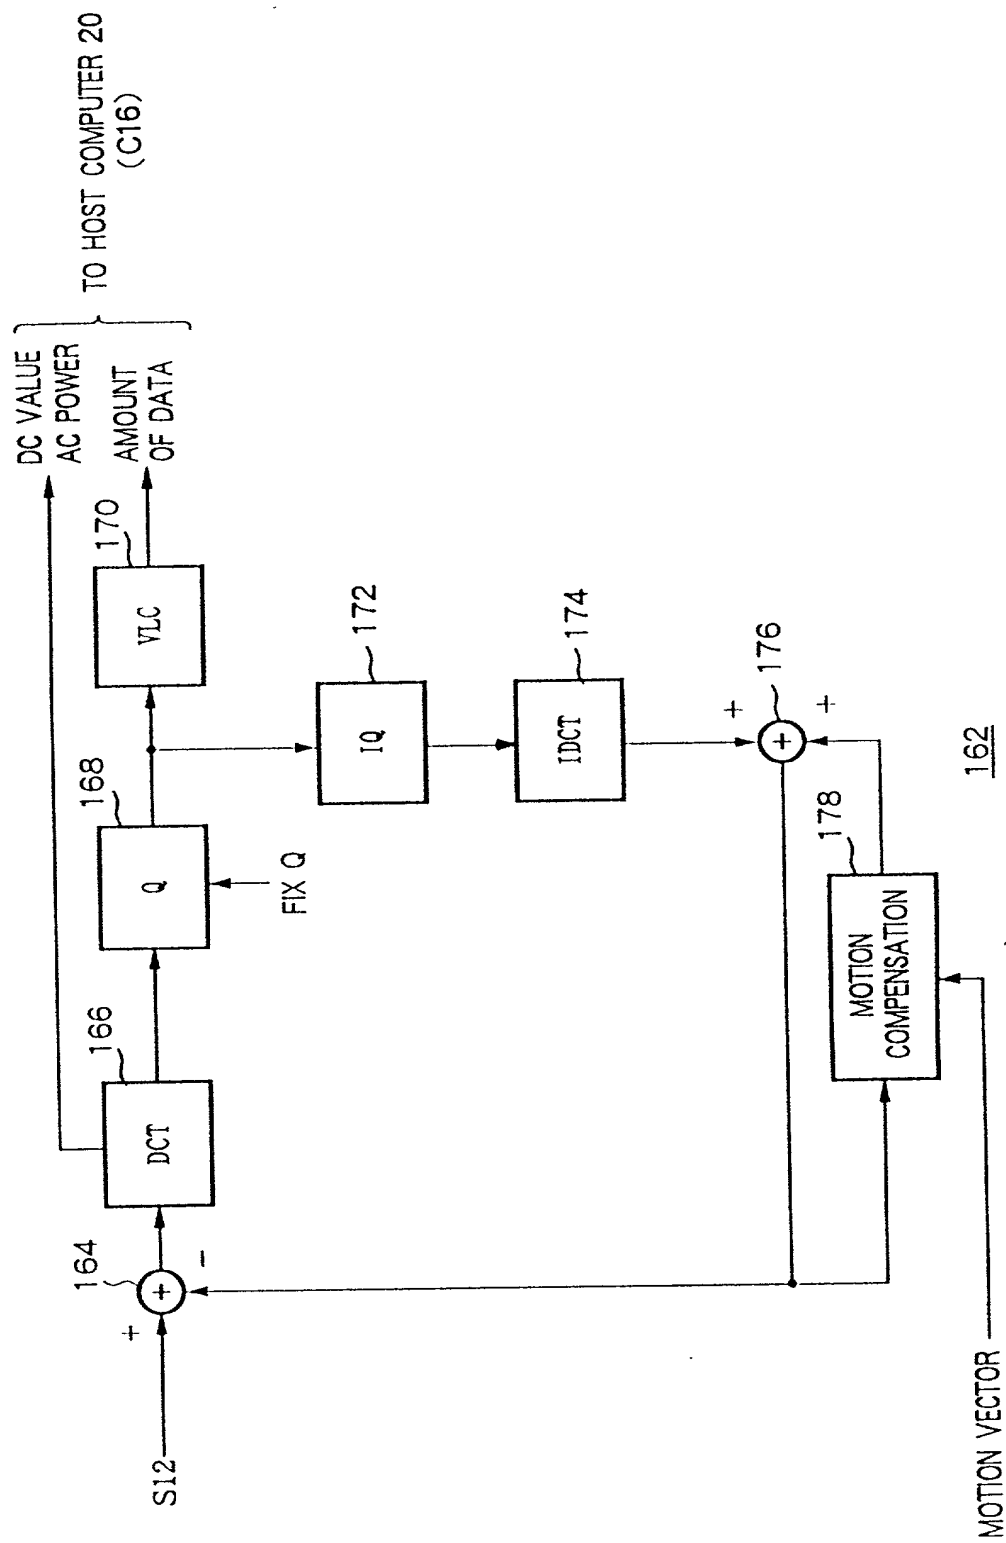 DC VALUE
AC POWER
AMOUNT
OF DATA
TO HOST COMPUTER 20
(C16)
S12
+
164
+
-
DCT
166
Q
168
FIX Q
VLC
170
IQ
172
IDCT
174
+
+
176
+
MOTION
COMPENSATION
178
MOTION VECTOR
162